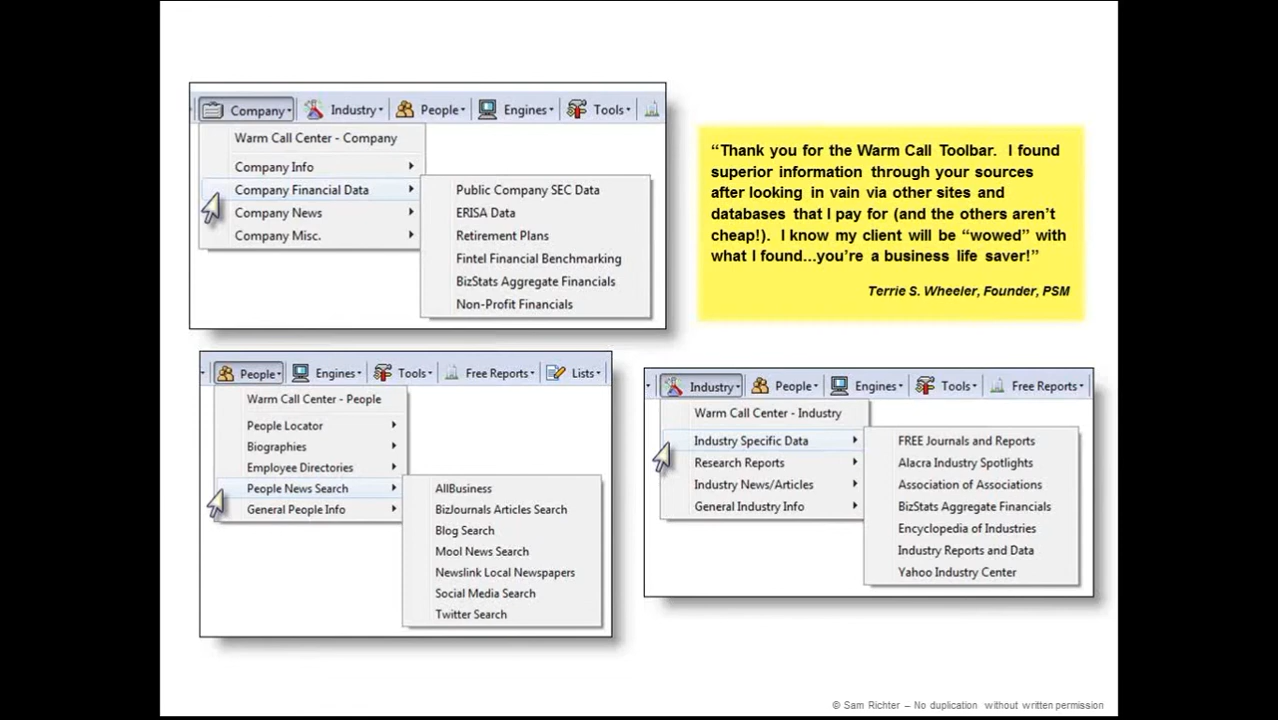 Company Industry People Engines Tools
Warm Call Center - Company
Company Info
Company Financial Data
Company News
Company Misc.
Public Company SEC Data
ERISA Data
Retirement Plans
Fintel Financial Benchmarking
BizStats Aggregate Financials
Non-Profit Financials
“Thank you for the Warm Call Toolbar. I found
superior information through your sources
after looking in vain via other sites and
databases that I pay for (and the others aren’t
cheap!). I know my client will be “wowed” with
what I found...you’re a business life saver!”
Terrie S. Wheeler, Founder, PSM
People Engines Tools Free Reports Lists
Warm Call Center - People
People Locator
Biographies
Employee Directories
People News Search
General People Info
AllBusiness
BizJournals Articles Search
Blog Search
Mool News Search
Newslink Local Newspapers
Social Media Search
Twitter Search
Industry People Engines Tools Free Reports
Warm Call Center - Industry
Industry Specific Data
Research Reports
Industry News/Articles
General Industry Info
FREE Journals and Reports
Alacra Industry Spotlights
Association of Associations
BizStats Aggregate Financials
Encyclopedia of Industries
Industry Reports and Data
Yahoo Industry Center
© Sam Richter – No duplication without written permission